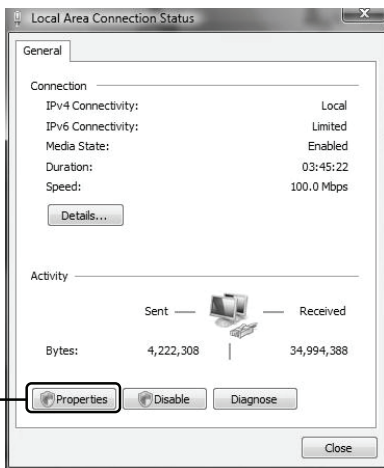 Local Area Connection Status
General
Connection
IPv4 Connectivity: Local
IPv6 Connectivity: Limited
Media State: Enabled
Duration: 03:45:22
Speed: 100.0 Mbps
Details...
Activity
Sent — — Received
Bytes: 4,222,308 | 34,994,388
Properties Disable Diagnose
Close